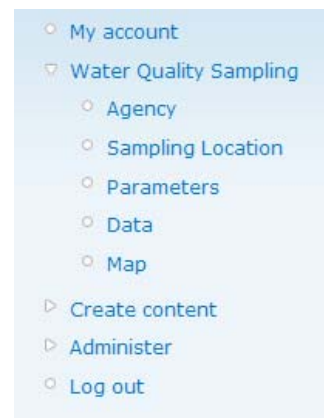 My account
Water Quality Sampling
Agency
Sampling Location
Parameters
Data
Map
Create content
Administer
Log out